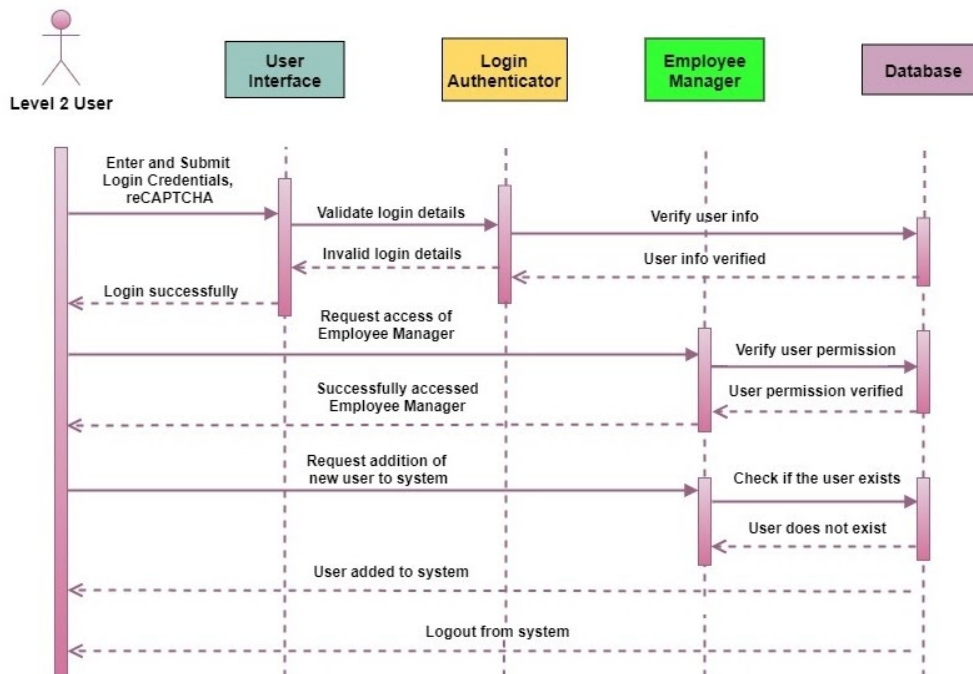 Level 2 User
User
Interface
Login
Authenticator
Employee
Manager
Database
Enter and Submit
Login Credentials,
reCAPTCHA
Validate login details
Verify user info
Invalid login details
User info verified
Login successfully
Request access of
Employee Manager
Verify user permission
Successfully accessed
Employee Manager
User permission verified
Request addition of
new user to system
Check if the user exists
User does not exist
User added to system
Logout from system